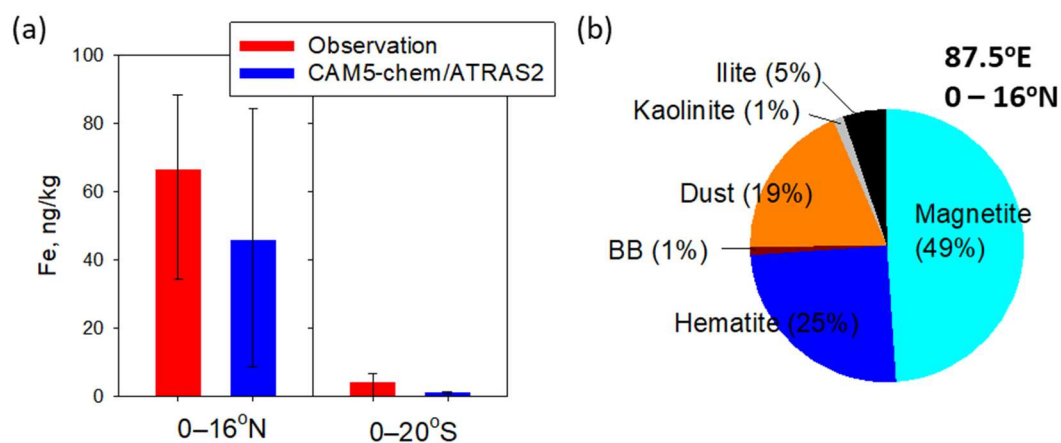 (a)
Observation
CAM5-chem/ATRAS2
100
80
60
40
20
0
Fe, ng/kg
0–16°N
0–20°S
(b)
87.5°E
0 – 16°N
Ilite (5%)
Kaolinite (1%)
Dust (19%)
BB (1%)
Hematite (25%)
Magnetite
(49%)